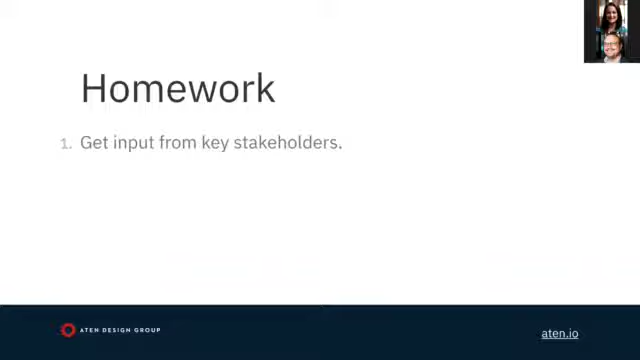 Homework
1. Get input from key stakeholders.
ATEN DESIGN GROUP
aten.io